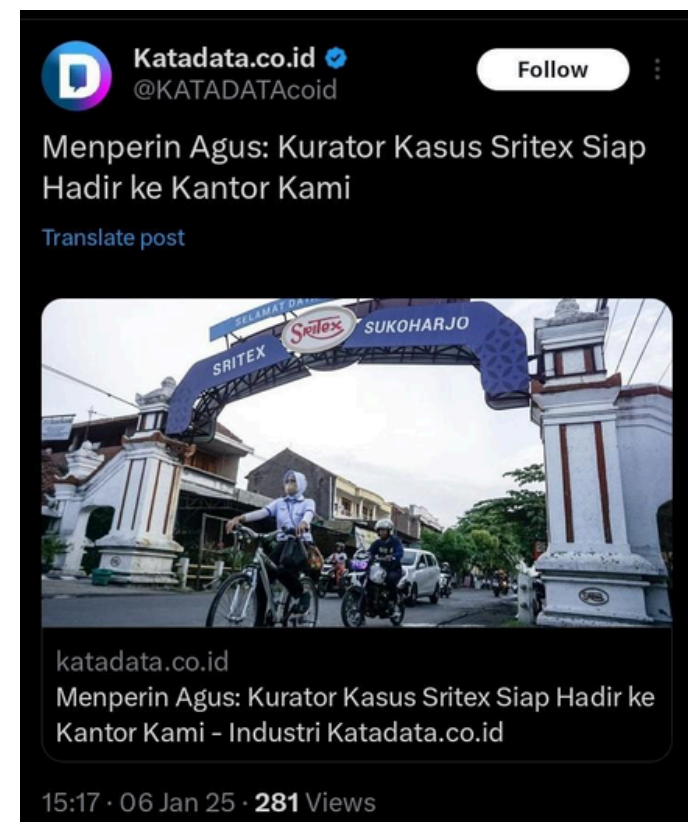 Katadata.co.id
@KATADATAcoid
Follow
Menperin Agus: Kurator Kasus Sritex Siap
Hadir ke Kantor Kami
Translate post
SELAMAT
SRITEX Sritex SUKOHARJO
katadata.co.id
Menperin Agus: Kurator Kasus Sritex Siap Hadir ke
Kantor Kami – Industri Katadata.co.id
15:17 · 06 Jan 25 · 281 Views